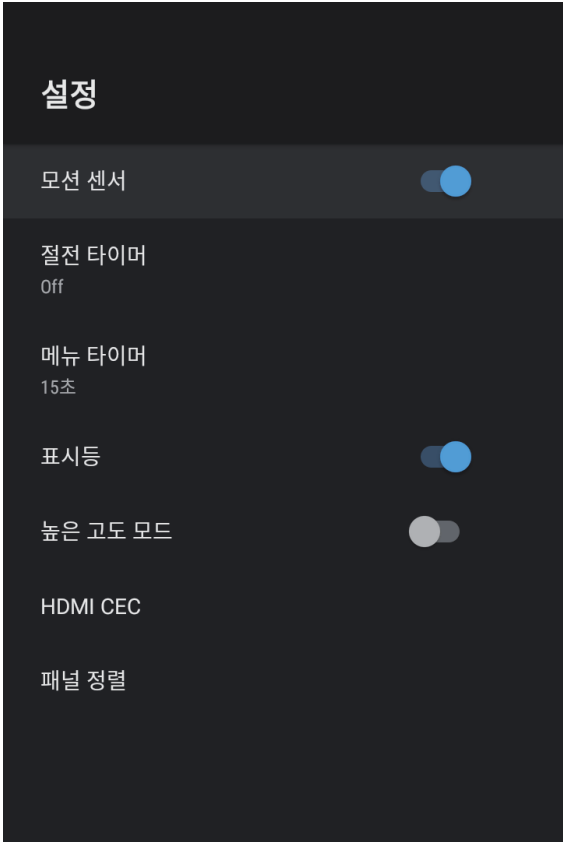 설정
모션 센서
절전 타이머
Off
메뉴 타이머
15초
표시등
높은 고도 모드
HDMI CEC
패널 정렬